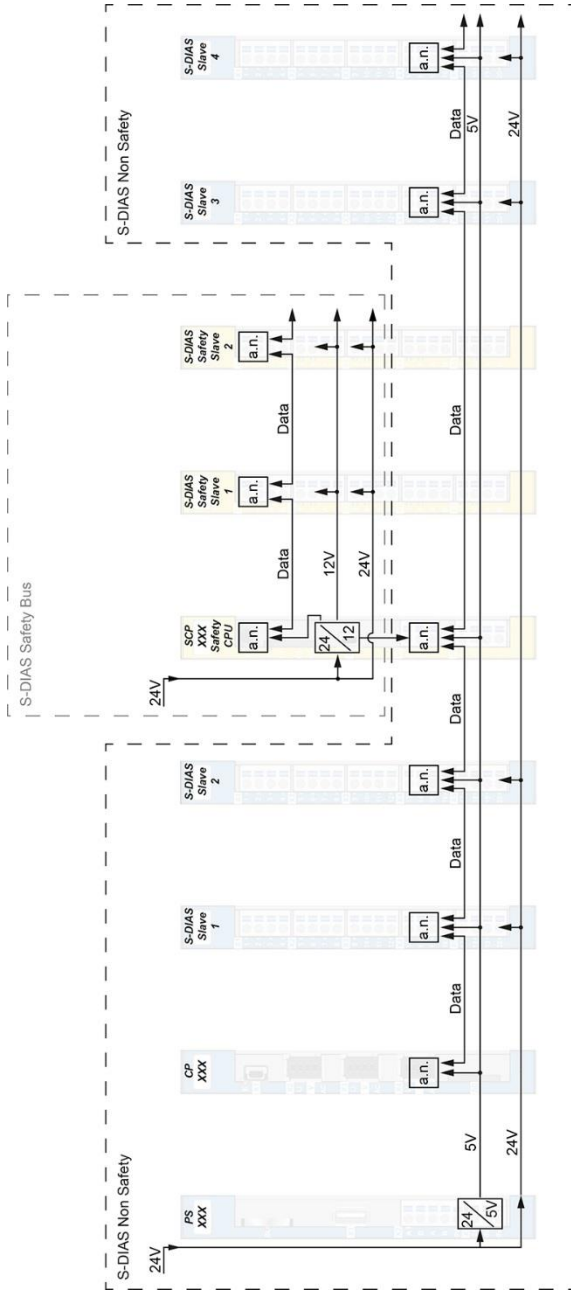 S-DIAS Safety Bus
S-DIAS Non Safety
S-DIAS Non Safety
PS
XXX
CP
XXX
S-DIAS
Slave
1
S-DIAS
Slave
2
SCP
XXX
Safety
CPU
S-DIAS
Safety
Slave
1
S-DIAS
Safety
Slave
2
S-DIAS
Slave
3
S-DIAS
Slave
4
24V
24V
a.n.
a.n.
a.n.
Data
Data
24
12
12V
24V
a.n.
a.n.
a.n.
a.n.
a.n.
a.n.
Data
Data
Data
Data
Data
24
5V
5V
5V
24V
24V